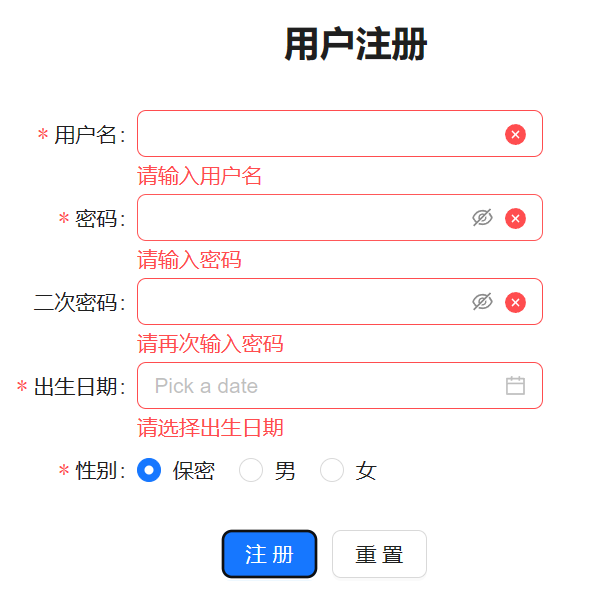 用户注册
* 用户名:
请输入用户名
* 密码:
请输入密码
二次密码:
请再次输入密码
* 出生日期: Pick a date
请选择出生日期
* 性别: 保密 男 女
注 册 重 置